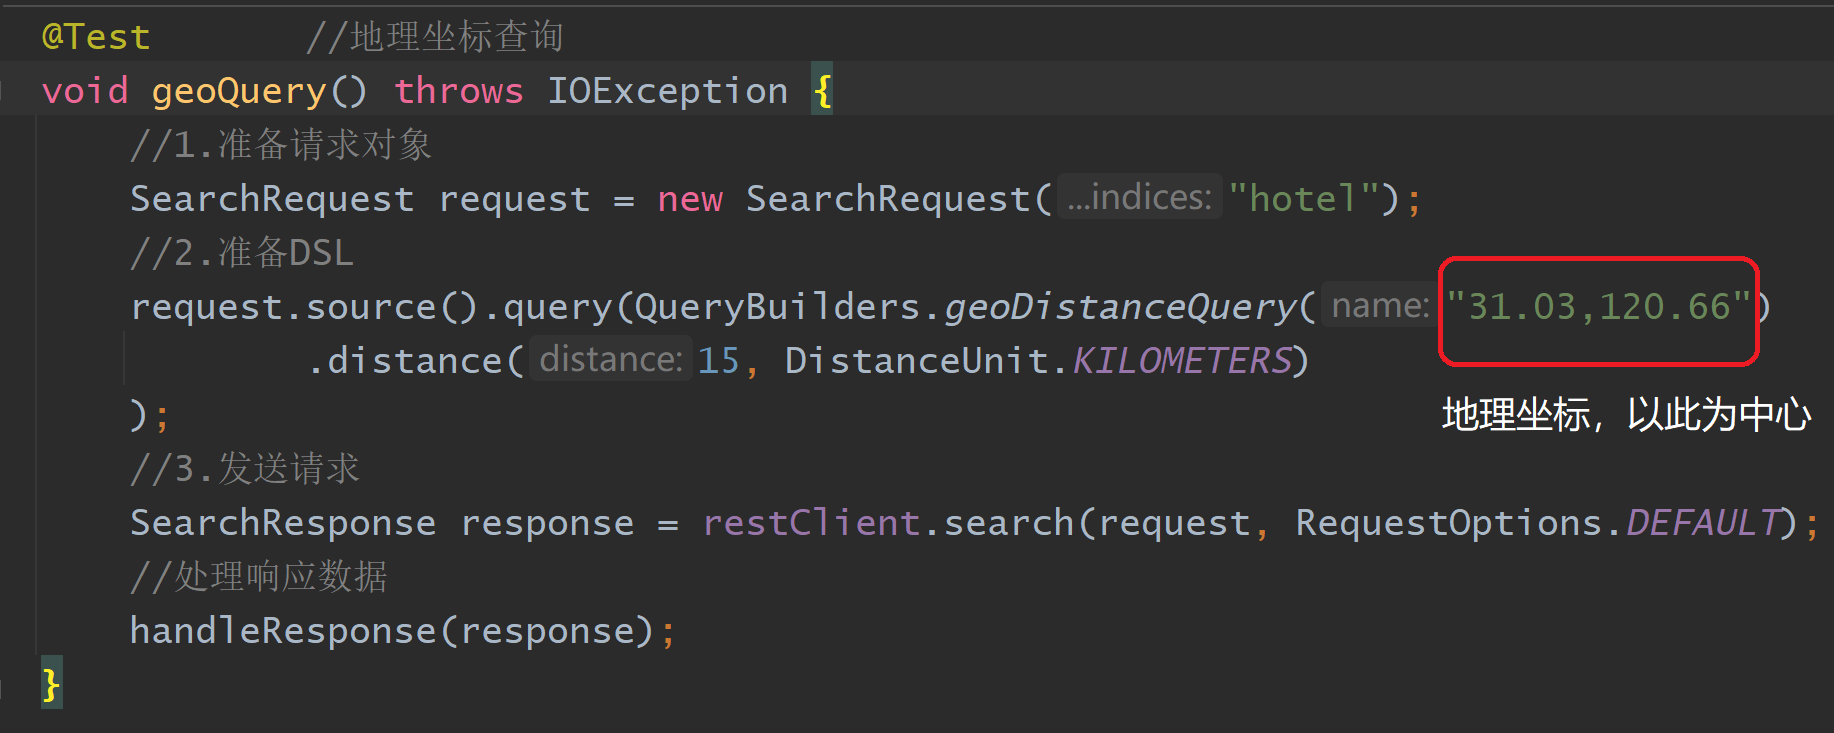 @Test //地理坐标查询
void geoQuery() throws IOException {
//1.准备请求对象
SearchRequest request = new SearchRequest( ...indices: "hotel");
//2.准备DSL
request.source().query(QueryBuilders.geoDistanceQuery( name: "31.03,120.66")
.distance( distance: 15, DistanceUnit.KILOMETERS)
);
地理坐标，以此为中心
//3.发送请求
SearchResponse response = restClient.search(request, RequestOptions.DEFAULT);
//处理响应数据
handleResponse(response);
}